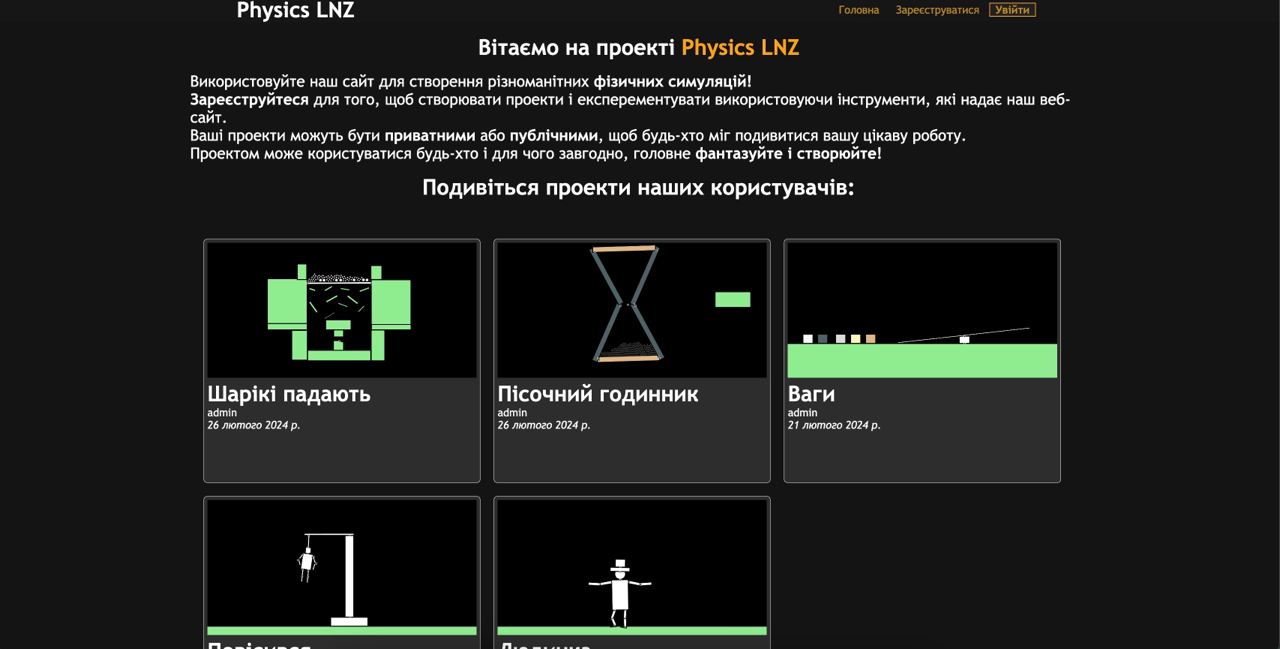 Physics LNZ
Головна Зареєструватися Увійти
Вітаємо на проекті Physics LNZ
Використовуйте наш сайт для створення різноманітних фізичних симуляцій!
Зареєструйтеся для того, щоб створювати проекти і експерементувати використовуючи інструменти, які надає наш веб-
сайт.
Ваші проекти можуть бути приватними або публічними, щоб будь-хто міг подивитися вашу цікаву роботу.
Проектом може користуватися будь-хто і для чого завгодно, головне фантазуйте і створюйте!
Подивіться проекти наших користувачів:
Шарікі падають
admin
26 лютого 2024 р.
Пісочний годинник
admin
26 лютого 2024 р.
Ваги
admin
21 лютого 2024 р.